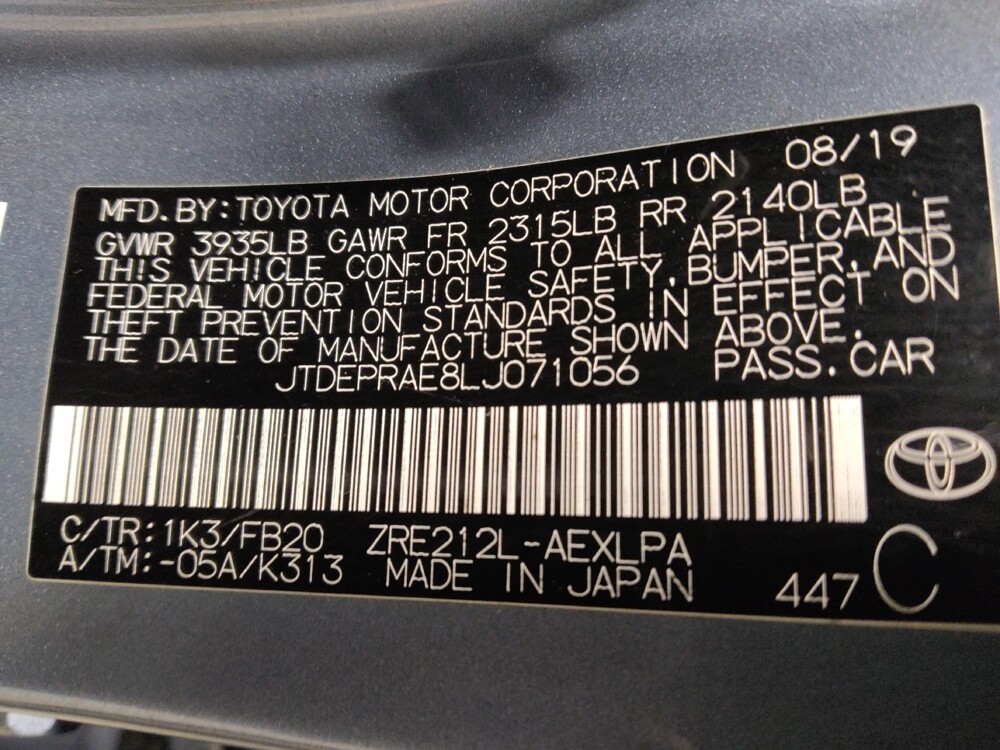 MFD.BY:TOYOTA MOTOR CORPORATION 08/19
GVWR 3935LB GAWR FR 2315LB RR 2140LB
THIS VEHICLE CONFORMS TO ALL APPLICABLE
FEDERAL MOTOR VEHICLE SAFETY,BUMPER,AND
THEFT PREVENTION STANDARDS IN EFFECT ON
THE DATE OF MANUFACTURE SHOWN ABOVE.
JTDEPRAE8LJ071056 PASS.CAR
C/TR:1K3/FB20 ZRE212L-AEXLPA
A/TM:-05A/K313 MADE IN JAPAN 447 C